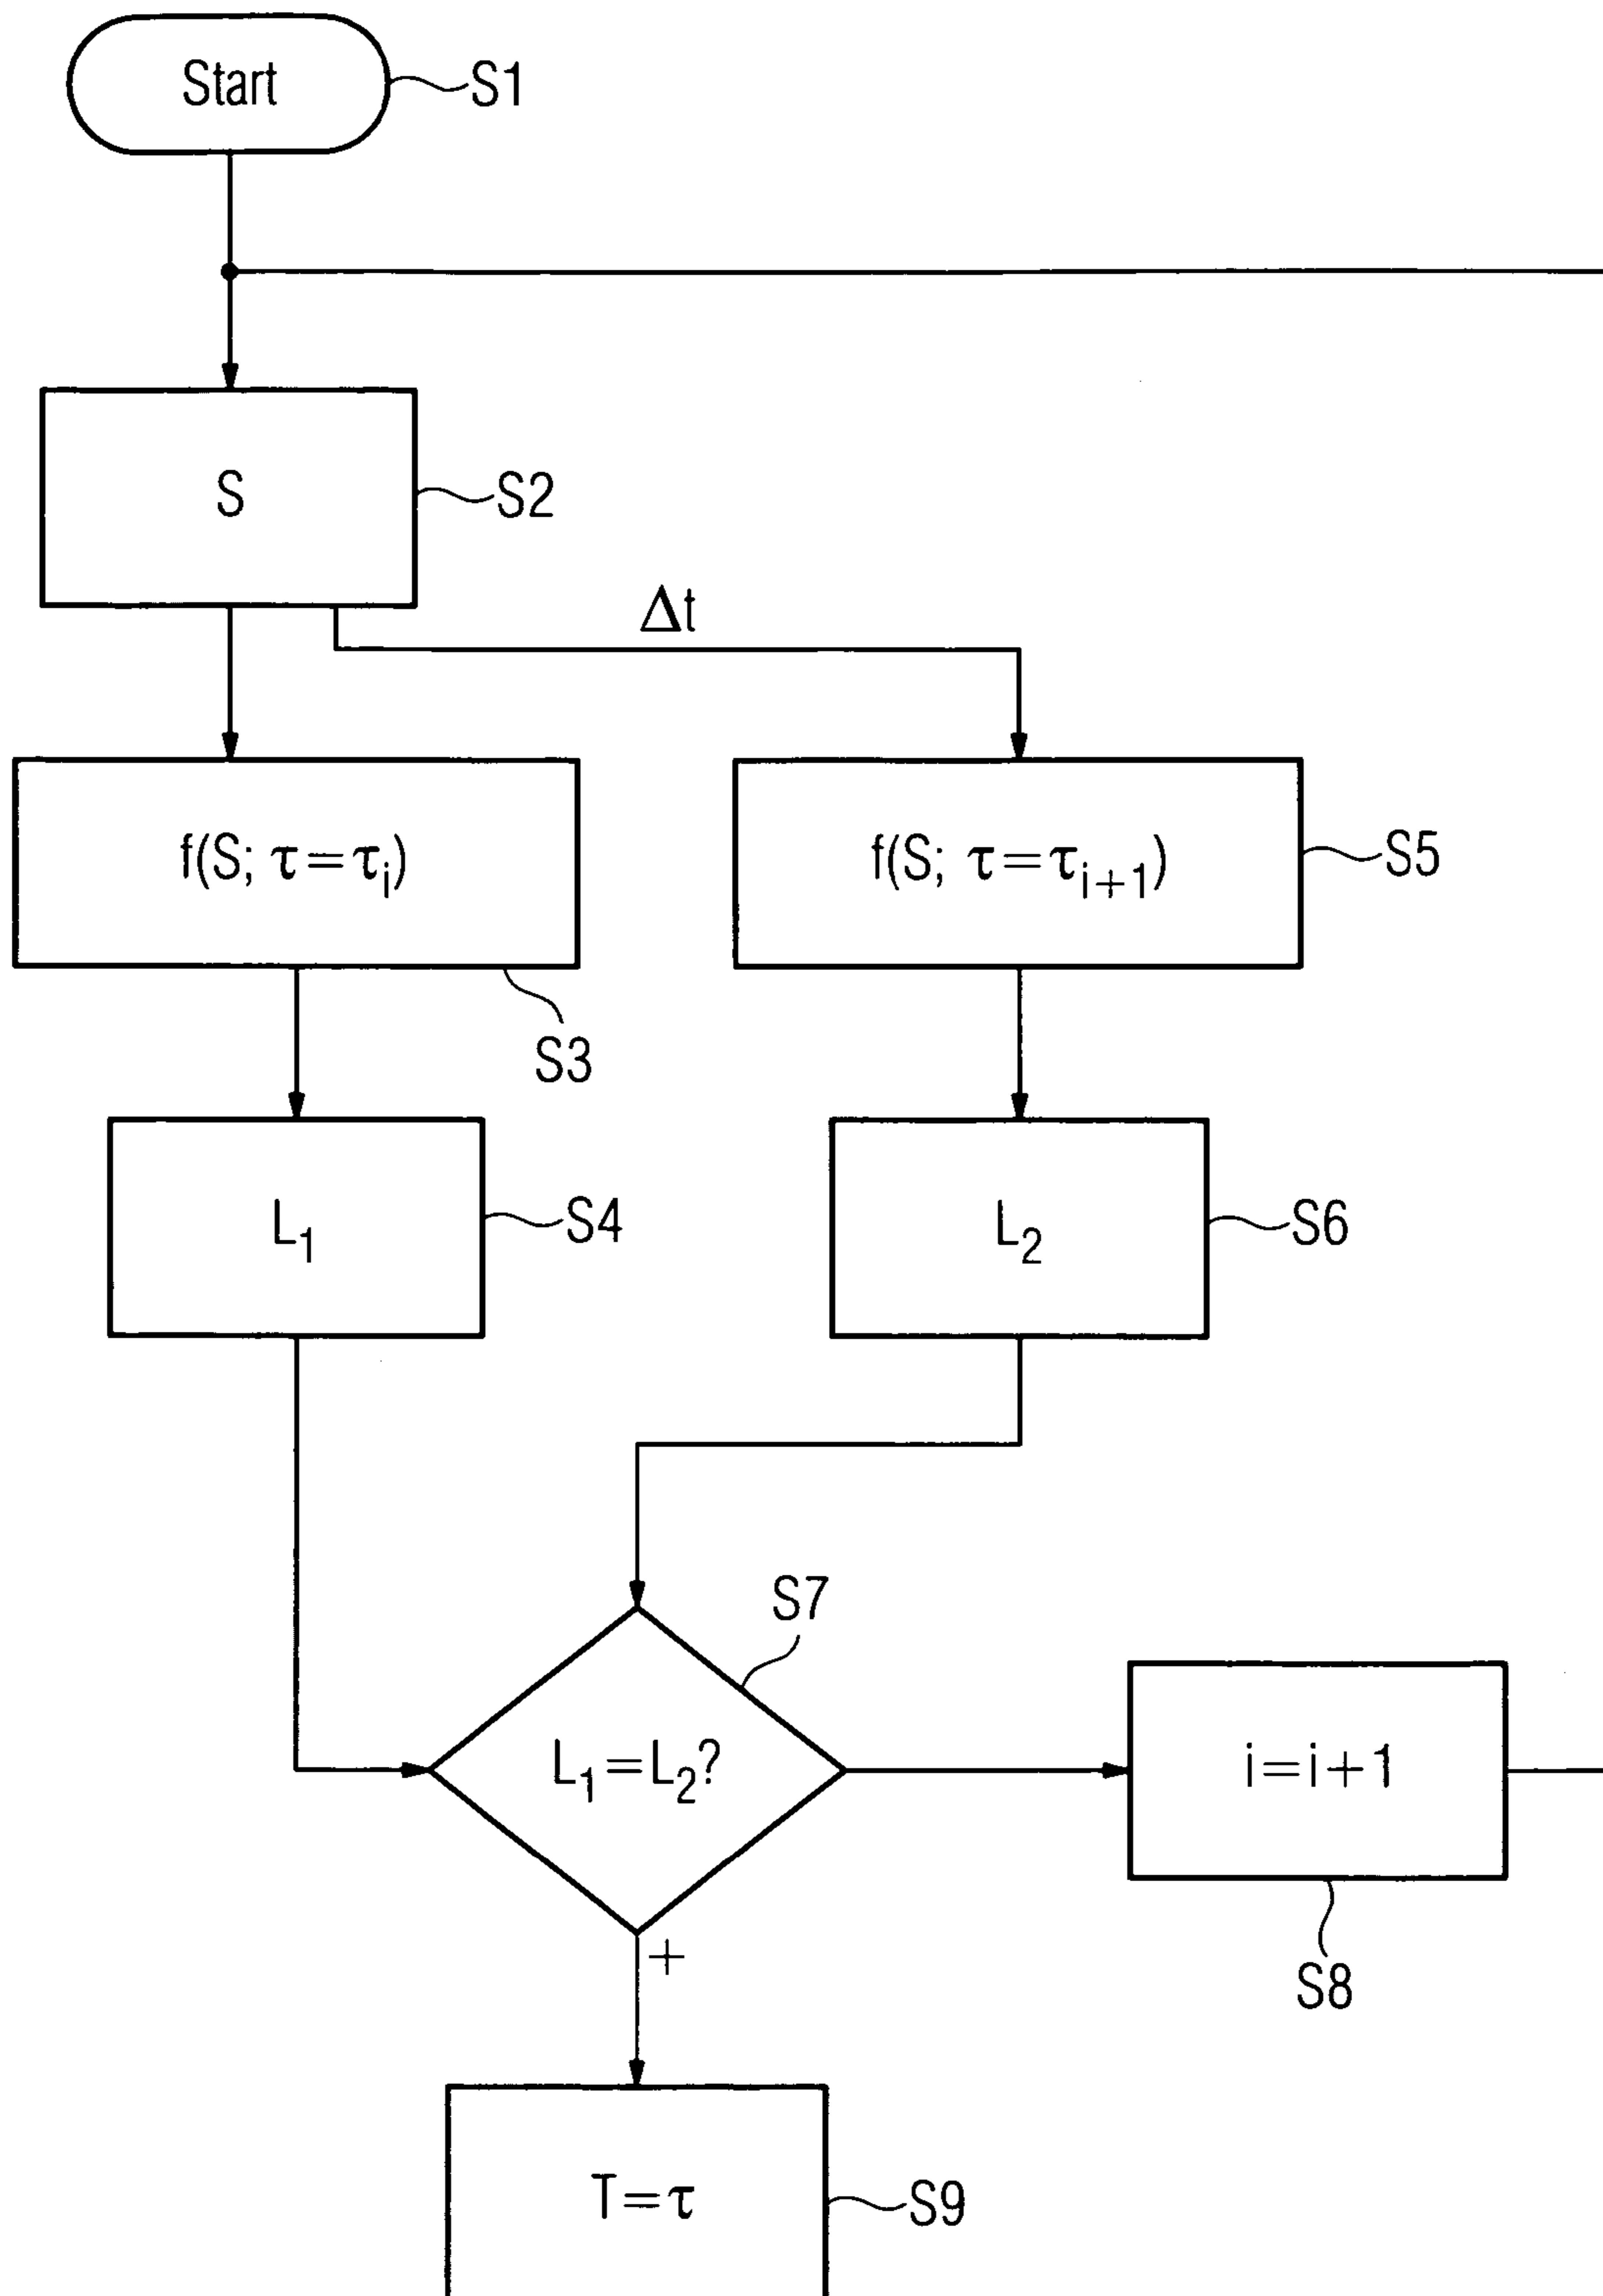 Start
S1
S
S2
Δt
f(S; τ=τᵢ)
f(S; τ=τᵢ₊₁)
S5
S3
L₁
S4
L₂
S6
S7
L₁=L₂?
i=i+1
S8
+
T=τ
S9